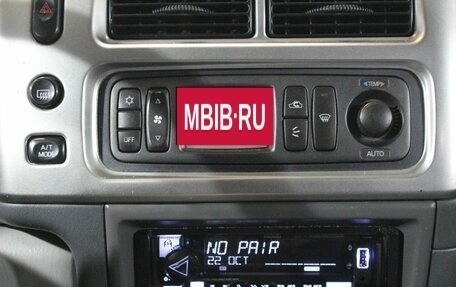 TEMP
MBIB·RU
OFF
A/T
MODE
AUTO
NO PAIR
22 OCT